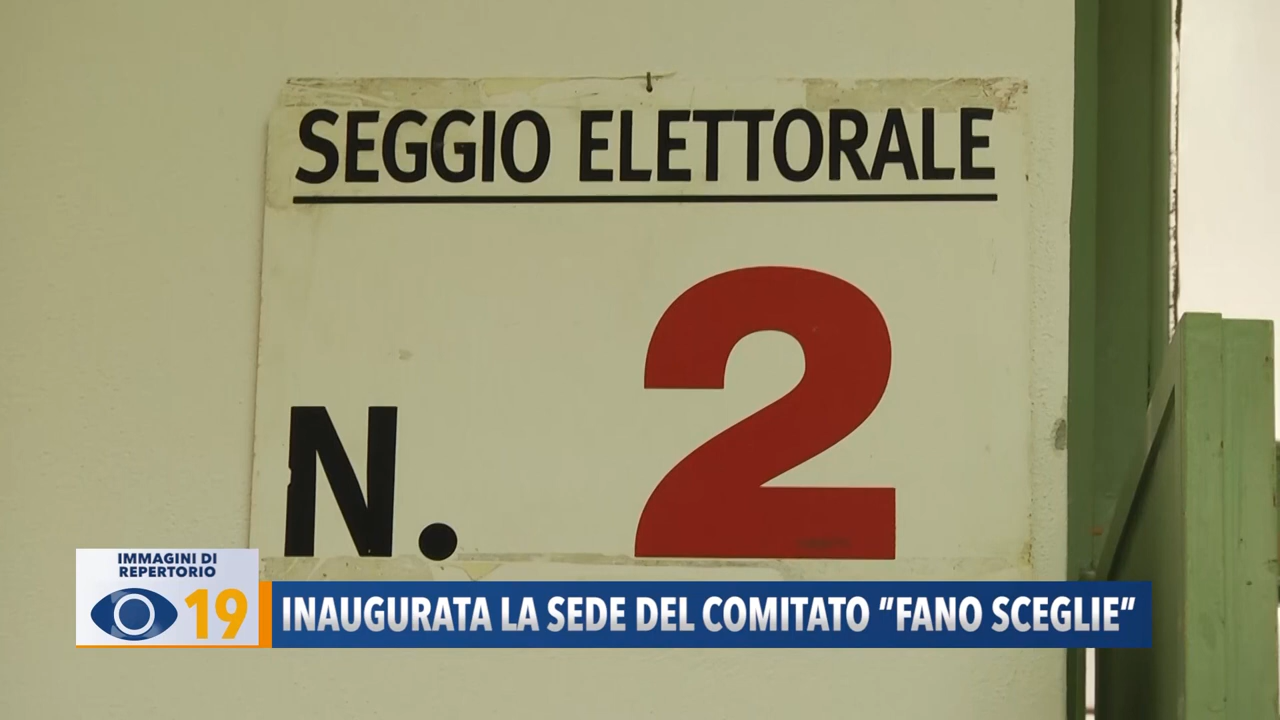 SEGGIO ELETTORALE
N. 2
IMMAGINI DI
REPERTORIO
19
INAUGURATA LA SEDE DEL COMITATO “FANO SCEGLIE”